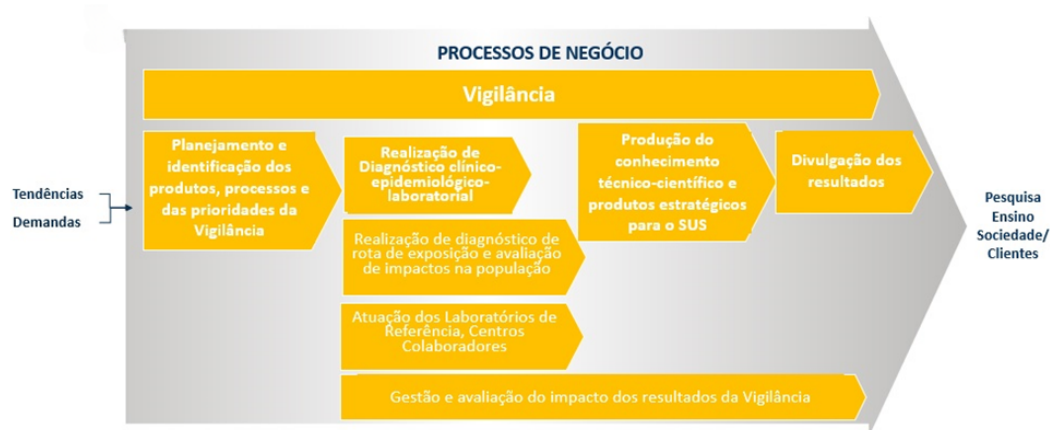 PROCESSOS DE NEGÓCIO
Vigilância
Tendências
Demandas
Planejamento e
identificação dos
produtos, processos e
das prioridades da
Vigilância
Realização de
Diagnóstico clínico-
epidemiológico-
laboratorial
Realização de diagnóstico de
rota de exposição e avaliação
de impactos na população
Atuação dos Laboratórios de
Referência, Centros
Colaboradores
Gestão e avaliação do impacto dos resultados da Vigilância
Produção do
conhecimento
técnico-científico e
produtos estratégicos
para o SUS
Divulgação dos
resultados
Pesquisa
Ensino
Sociedade/
Clientes